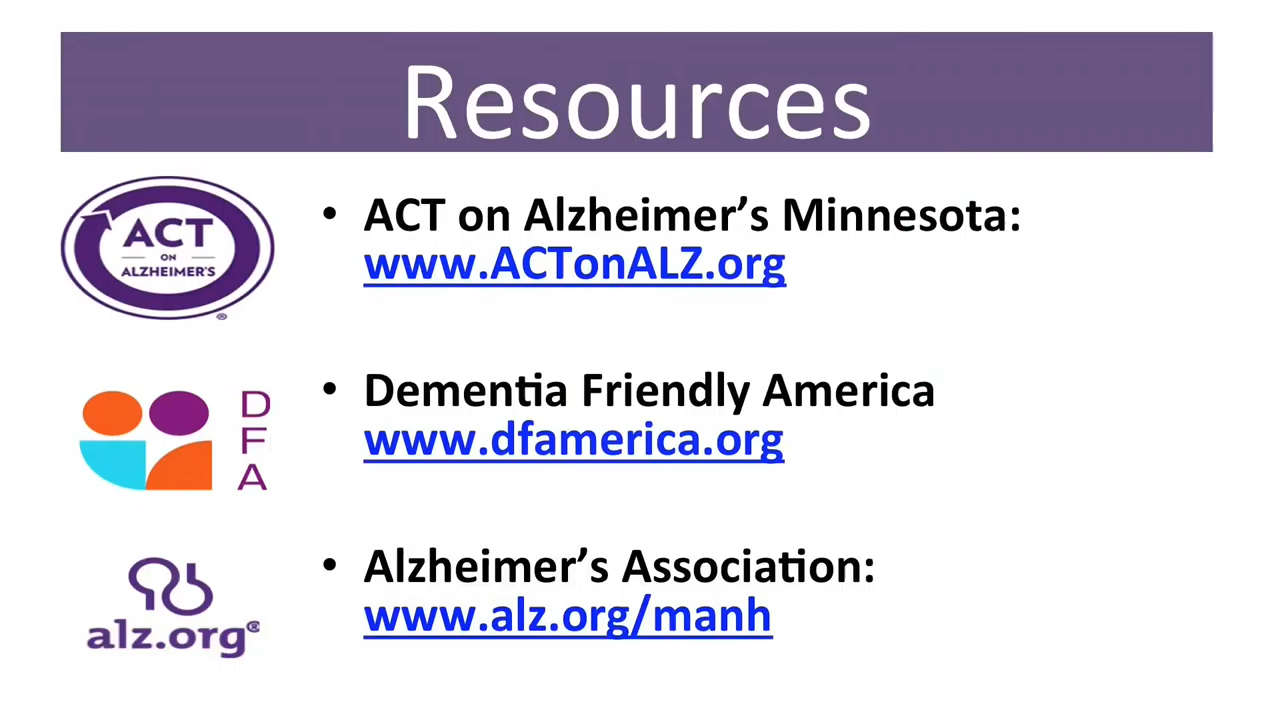 Resources
ACT
ON
ALZHEIMER'S
®
• ACT on Alzheimer's Minnesota:
www.ACTonALZ.org
D
F
A
• Dementia Friendly America
www.dfamerica.org
alz.org®
• Alzheimer's Association:
www.alz.org/manh